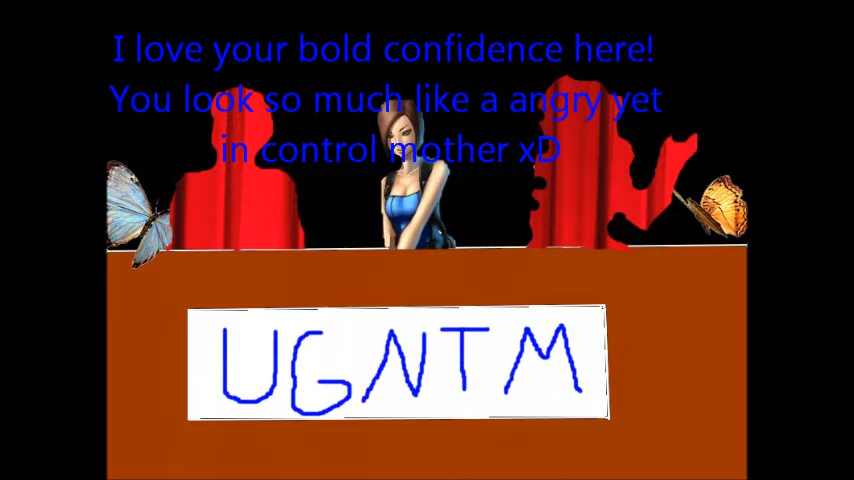 I love your bold confidence here!
You look so much like a angry yet
in control mother xD
UGNTM